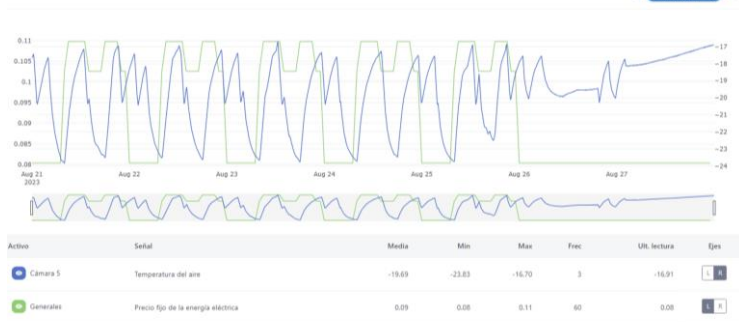 0.11
0.105
0.1
0.095
0.09
0.085
0.08
-17
-18
-19
-20
-21
-22
-23
-24
Aug 21
2023
Aug 22
Aug 23
Aug 24
Aug 25
Aug 26
Aug 27
Activo Señal Media Min Max Frec Ult. lectura Ejes
Cámara 5 Temperatura del aire -19.69 -23.83 -16.70 3 -16.91 L R
Generales Precio fijo de la energía eléctrica 0.09 0.08 0.11 60 0.08 L R